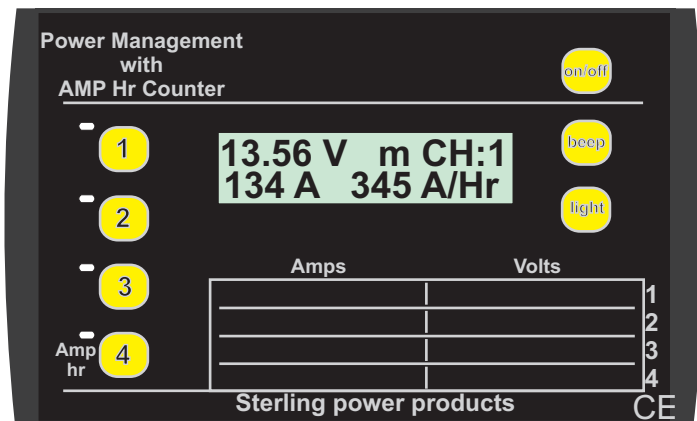 Power Management
with
AMP Hr Counter
on/off
1
13.56 V m CH:1
134 A 345 A/Hr
beep
2
light
3
Amps Volts
1
2
Amp
hr
4
3
4
Sterling power products
CE